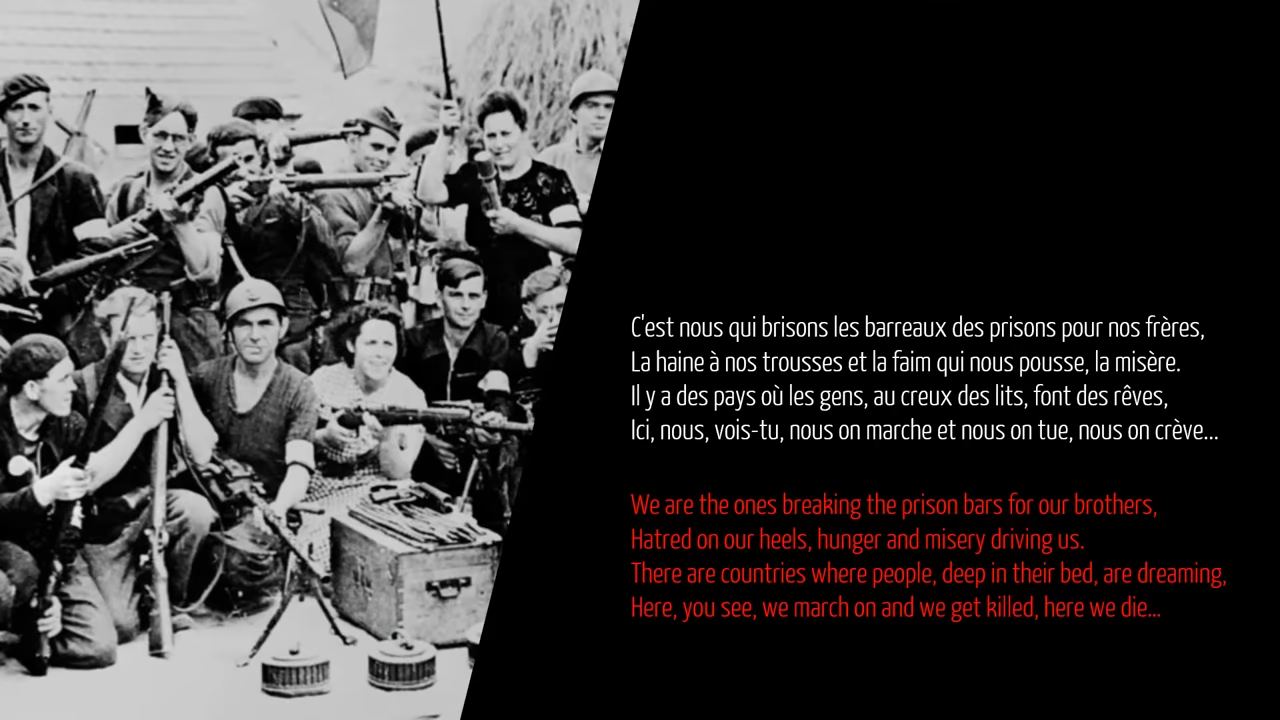 C'est nous qui brisons les barreaux des prisons pour nos frères,
La haine à nos trousses et la faim qui nous pousse, la misère.
Il y a des pays où les gens, au creux des lits, font des rêves,
Ici, nous, vois-tu, nous on marche et nous on tue, nous on crève...
We are the ones breaking the prison bars for our brothers,
Hatred on our heels, hunger and misery driving us.
There are countries where people, deep in their bed, are dreaming,
Here, you see, we march on and we get killed, here we die...